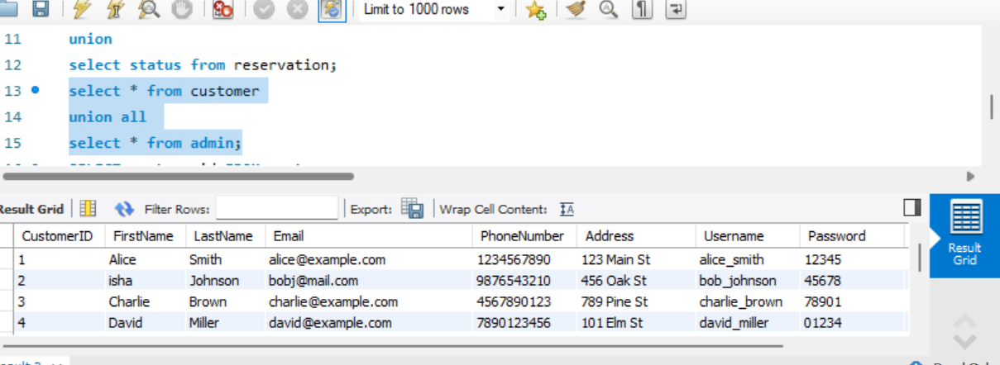 Limit to 1000 rows
11 union
12 select status from reservation;
13 select * from customer
14 union all
15 select * from admin;
Result Grid Filter Rows: Export: Wrap Cell Content:
CustomerID FirstName LastName Email PhoneNumber Address Username Password
1 Alice Smith alice@example.com 1234567890 123 Main St alice_smith 12345
2 isha Johnson bobj@mail.com 9876543210 456 Oak St bob_johnson 45678
3 Charlie Brown charlie@example.com 4567890123 789 Pine St charlie_brown 78901
4 David Miller david@example.com 7890123456 101 Elm St david_miller 01234
Result
Grid